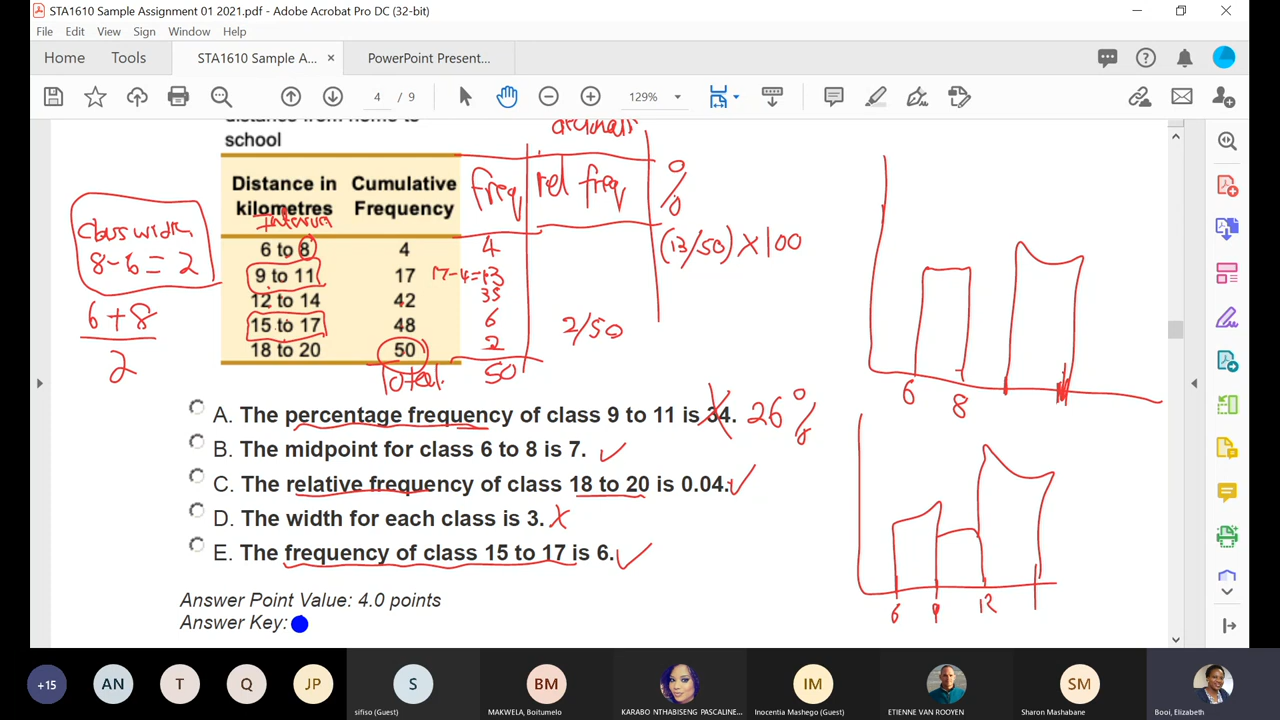 STA1610 Sample Assignment 01 2021.pdf - Adobe Acrobat Pro DC (32-bit)
File Edit View Sign Window Help
Home Tools STA1610 Sample A... × PowerPoint Present...
4 / 9 129%
distance from home to
school
decimals
Distance in Cumulative
kilometres Frequency
freq rel freq %
Interval
6 to 8 4 4 (13/50) X 100
9 to 11 17 17-4=13
12 to 14 42 35
15 to 17 48 6
18 to 20 50 2 2/50
Total 50
Class width
8-6 = 2
6+8
2
A. The percentage frequency of class 9 to 11 is 34. 26%
B. The midpoint for class 6 to 8 is 7. ✓
C. The relative frequency of class 18 to 20 is 0.04. ✓
D. The width for each class is 3. X
E. The frequency of class 15 to 17 is 6. ✓
Answer Point Value: 4.0 points
Answer Key:
6 8
6 9 12
+15 AN T Q JP S BM IM SM
sifiso (Guest) MAKWELA, Boitumelo KARABO NTHABISENG PASCALINE... Inocentia Mashego (Guest) ETIENNE VAN ROOYEN Sharon Mashabane Booi, Elizabeth